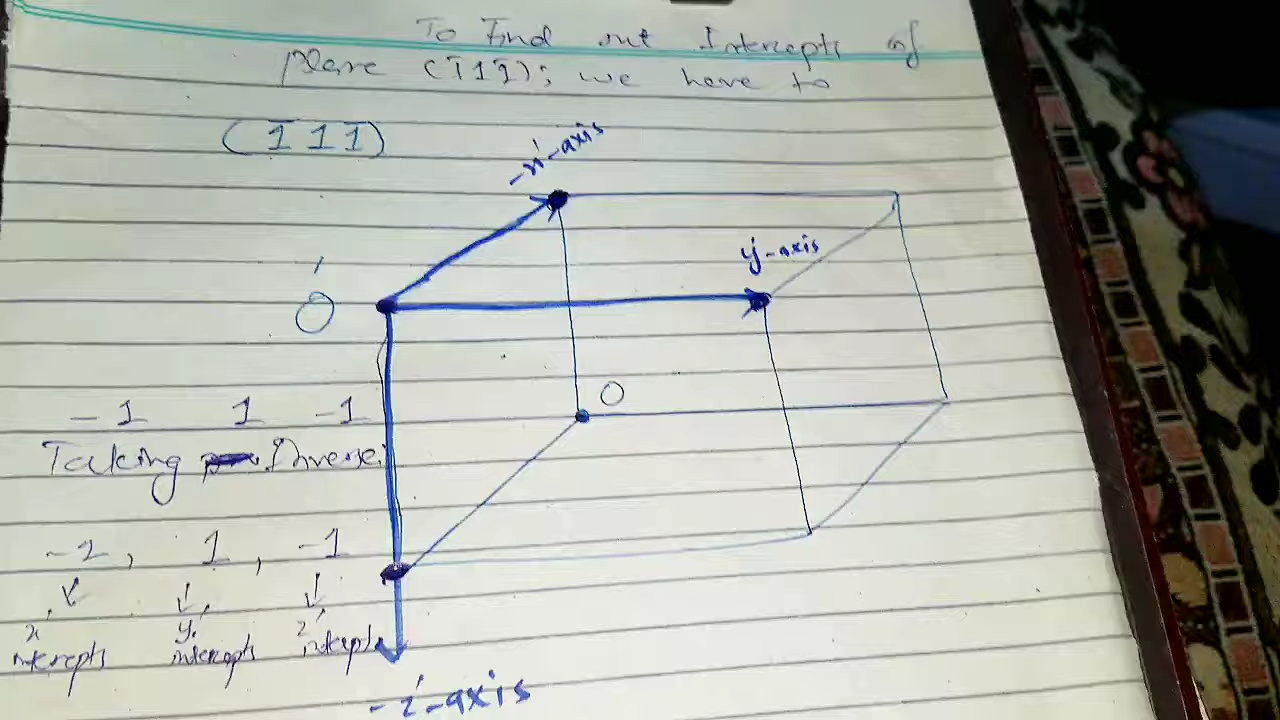 To Find out Intercepts of
plane (1̅11̅); we have to
(1̅ 1 1̅)
-x'-axis
y'-axis
O'
O
-1 1 -1
Taking Inverse:
-1, 1, -1
x' intercepts y' intercepts z' intercepts
-z'-axis